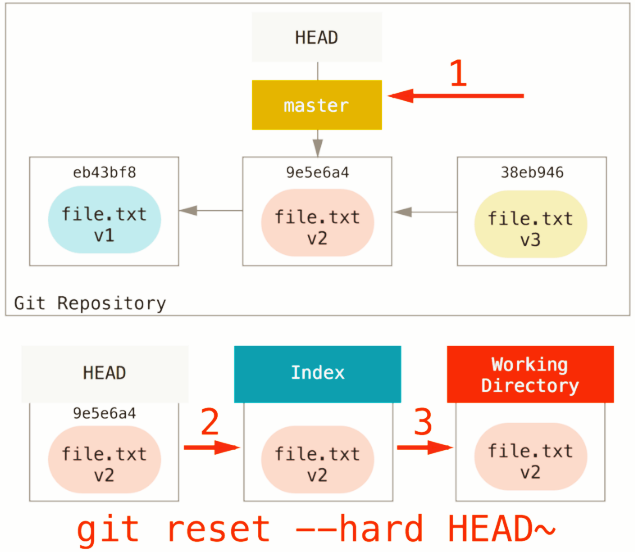 HEAD
1
master
eb43bf8
9e5e6a4
38eb946
file.txt
v1
file.txt
v2
file.txt
v3
Git Repository
HEAD
Index
Working
Directory
9e5e6a4
2
3
file.txt
v2
file.txt
v2
file.txt
v2
git reset --hard HEAD~